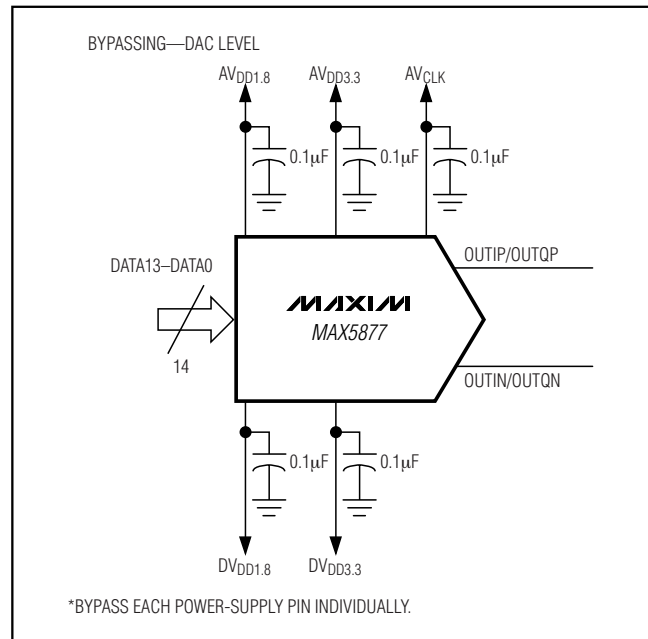 BYPASSING—DAC LEVEL
AVDD1.8 AVDD3.3 AVCLK
0.1µF 0.1µF 0.1µF
OUTIP/OUTQP
DATA13–DATA0
MAXIM
MAX5877
14
OUTIN/OUTQN
0.1µF 0.1µF
DVDD1.8 DVDD3.3
*BYPASS EACH POWER-SUPPLY PIN INDIVIDUALLY.